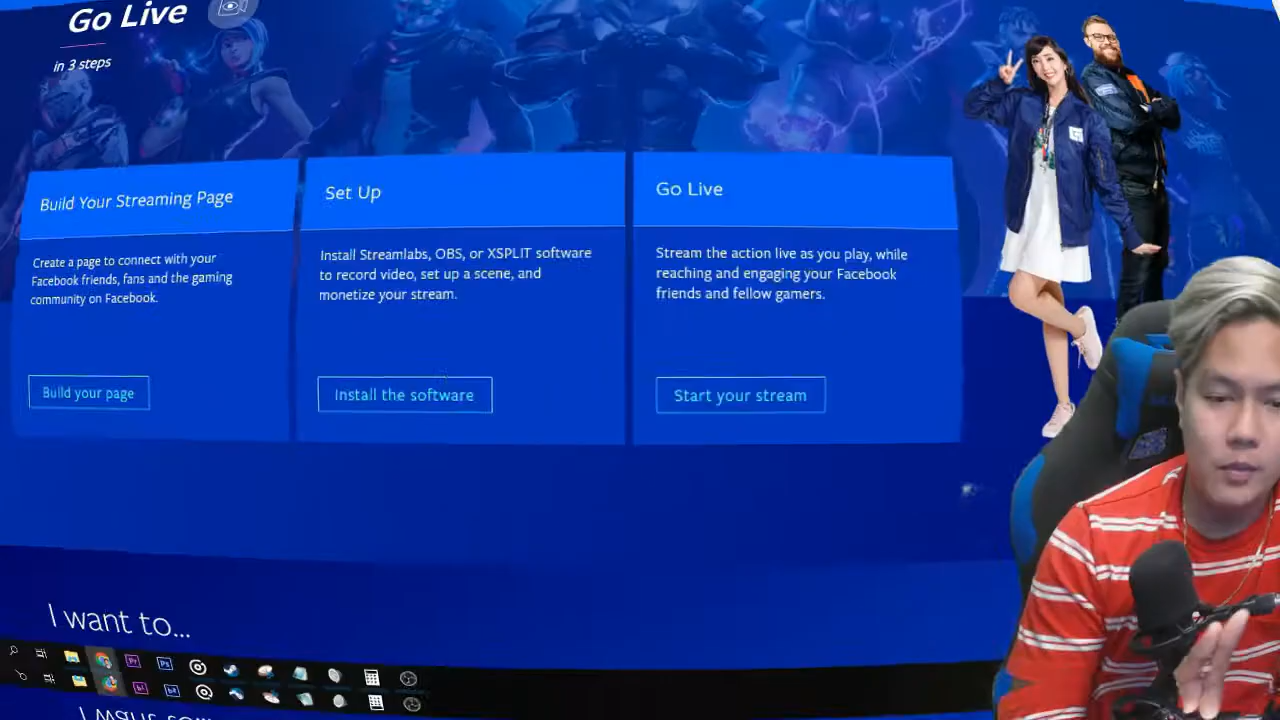 Go Live
in 3 steps
Build Your Streaming Page
Create a page to connect with your
Facebook friends, fans and the gaming
community on Facebook.
Build your page
Set Up
Install Streamlabs, OBS, or XSPLIT software
to record video, set up a scene, and
monetize your stream.
Install the software
Go Live
Stream the action live as you play, while
reaching and engaging your Facebook
friends and fellow gamers.
Start your stream
I want to...
Pr
Ps